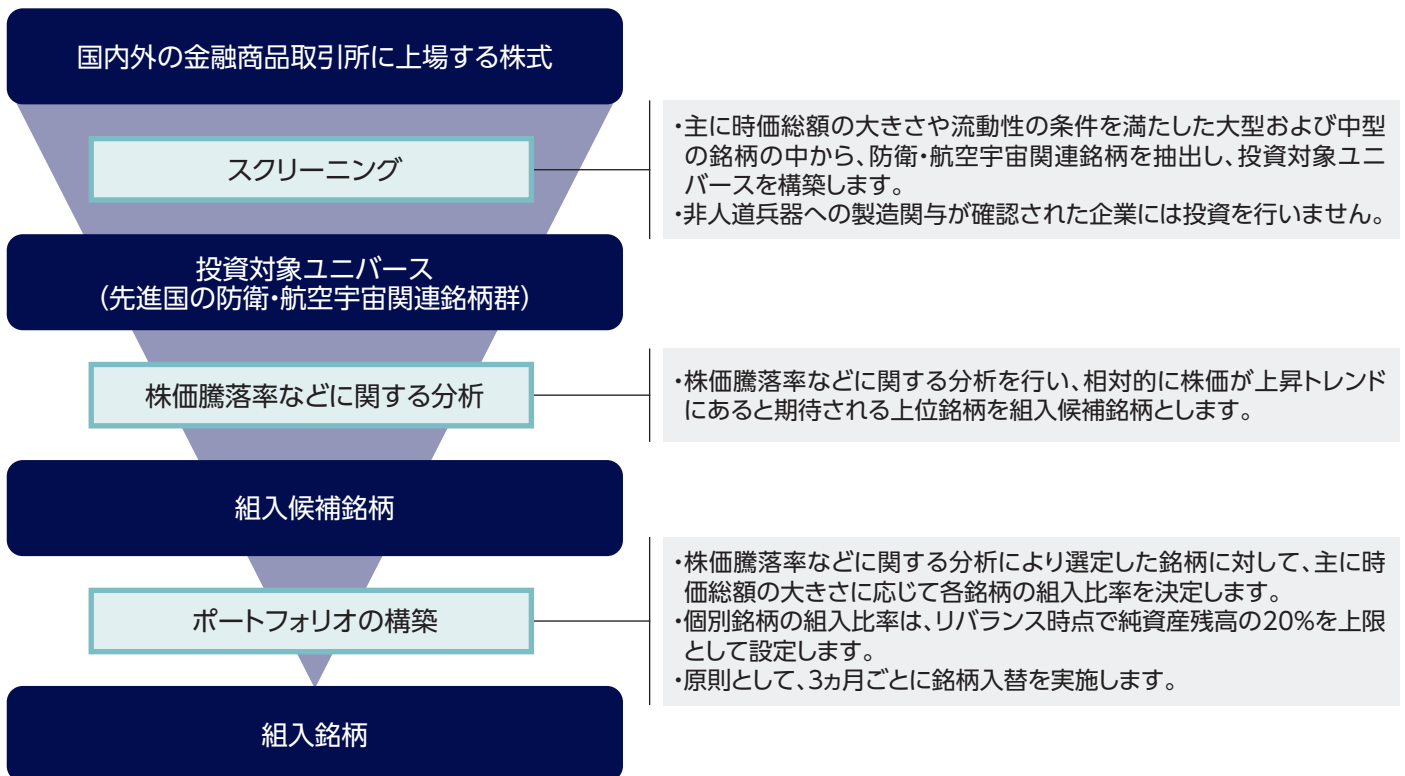 国内外の金融商品取引所に上場する株式
スクリーニング
・主に時価総額の大きさや流動性の条件を満たした大型および中型
の銘柄の中から、防衛・航空宇宙関連銘柄を抽出し、投資対象ユニ
バースを構築します。
・非人道兵器への製造関与が確認された企業には投資を行いません。
投資対象ユニバース
(先進国の防衛・航空宇宙関連銘柄群)
株価騰落率などに関する分析
・株価騰落率などに関する分析を行い、相対的に株価が上昇トレンド
にあると期待される上位銘柄を組入候補銘柄とします。
組入候補銘柄
ポートフォリオの構築
・株価騰落率などに関する分析により選定した銘柄に対して、主に時
価総額の大きさに応じて各銘柄の組入比率を決定します。
・個別銘柄の組入比率は、リバランス時点で純資産残高の20%を上限
として設定します。
・原則として、3ヵ月ごとに銘柄入替を実施します。
組入銘柄